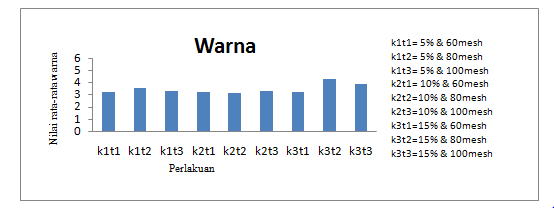 Warna
Nilai rata-rata warna
6
5
4
3
2
1
0
k1t1 k1t2 k1t3 k2t1 k2t2 k2t3 k3t1 k3t2 k3t3
Perlakuan
k1t1= 5% & 60mesh
k1t2= 5% & 80mesh
k1t3= 5% & 100mesh
k2t1= 10% & 60mesh
k2t2=10% & 80mesh
k2t3=10% & 100mesh
k3t1=15% & 60mesh
k3t2=15% & 80mesh
k3t3=15% & 100mesh